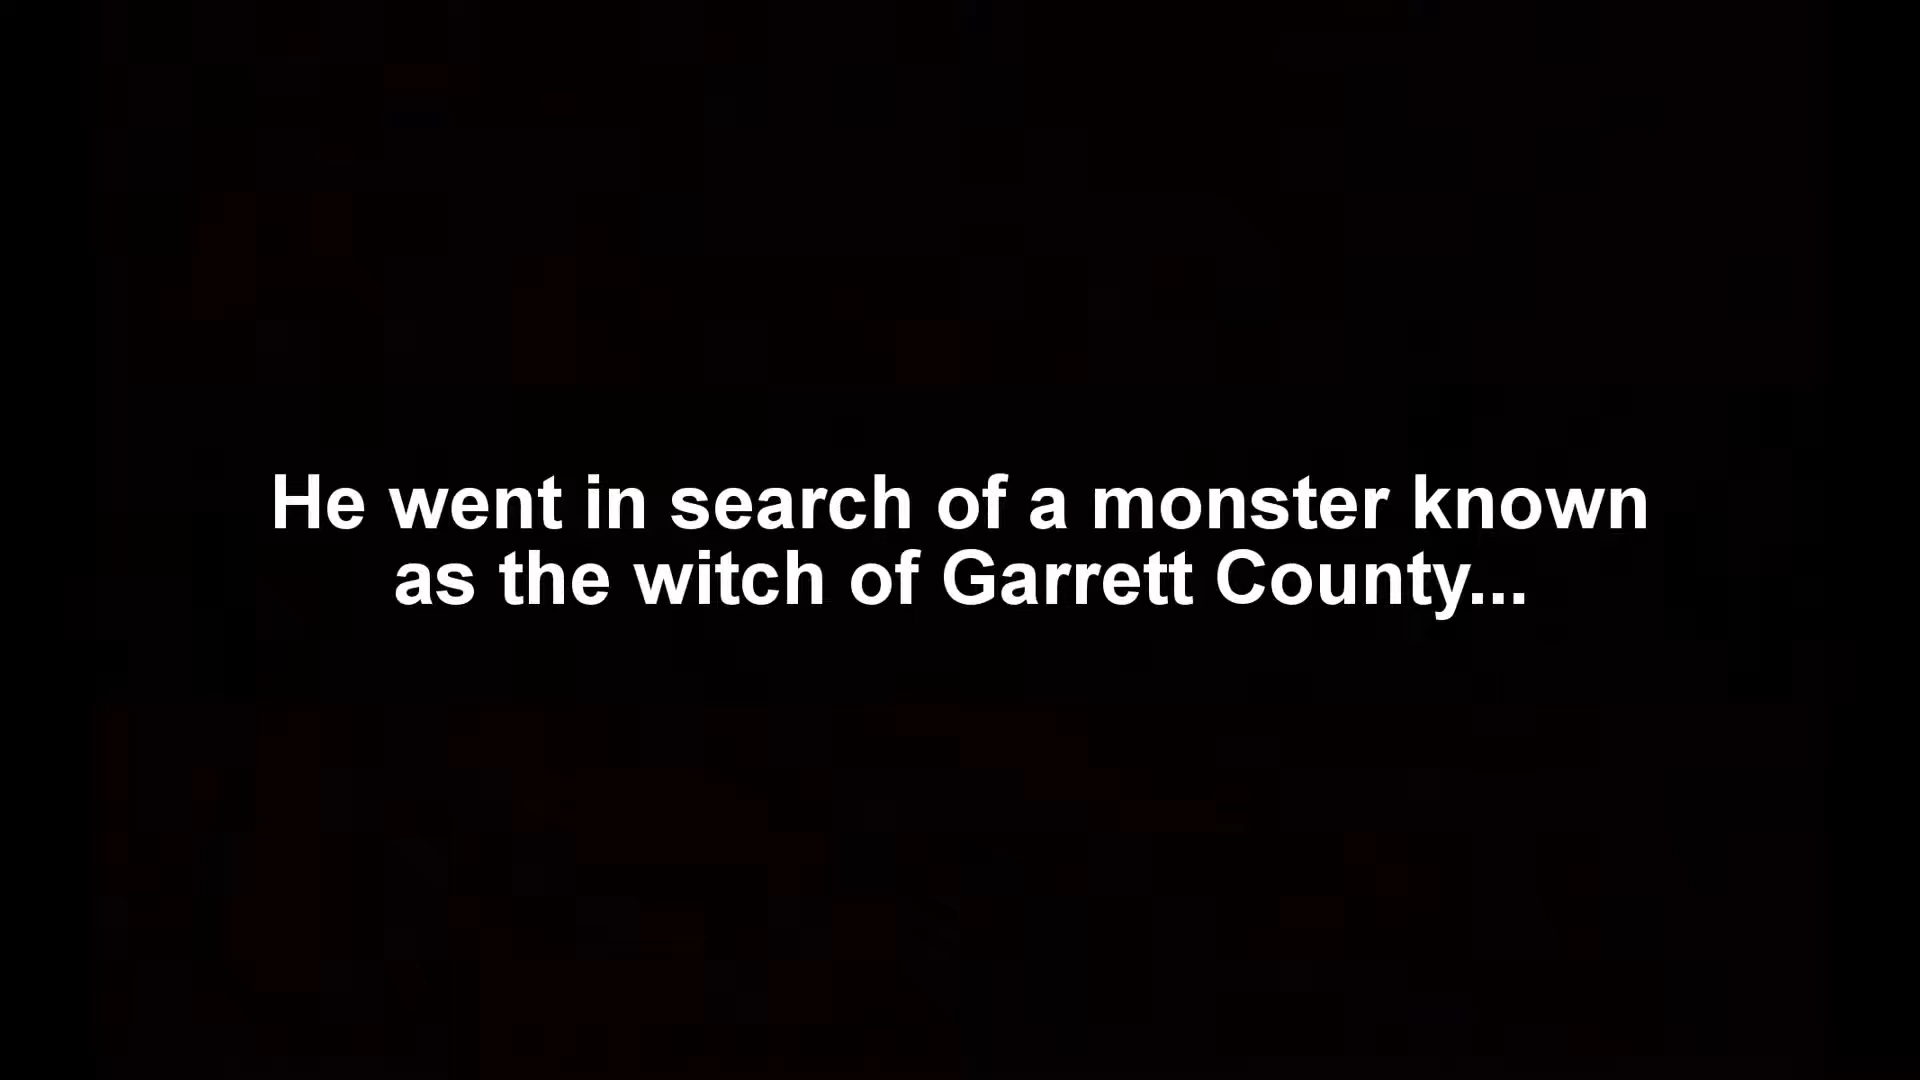 He went in search of a monster known
as the witch of Garrett County...